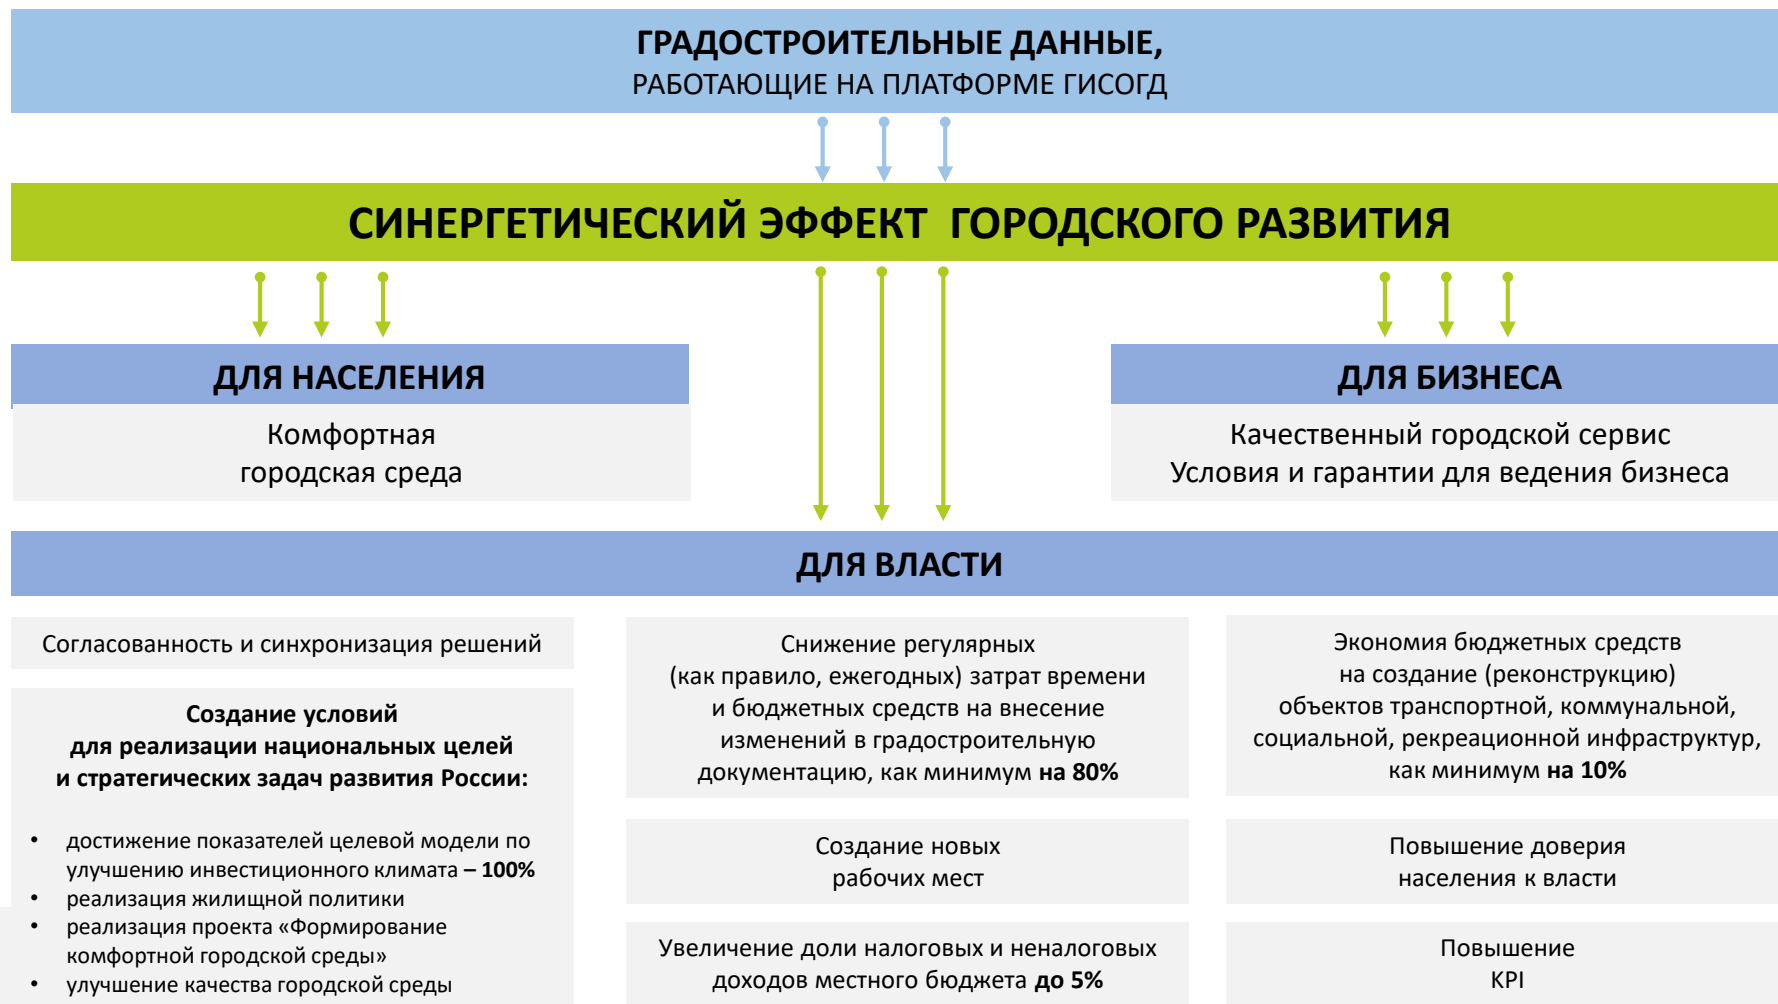 ГРАДОСТРОИТЕЛЬНЫЕ ДАННЫЕ,
РАБОТАЮЩИЕ НА ПЛАТФОРМЕ ГИСОГД
СИНЕРГЕТИЧЕСКИЙ ЭФФЕКТ ГОРОДСКОГО РАЗВИТИЯ
ДЛЯ НАСЕЛЕНИЯ
Комфортная
городская среда
ДЛЯ БИЗНЕСА
Качественный городской сервис
Условия и гарантии для ведения бизнеса
ДЛЯ ВЛАСТИ
Согласованность и синхронизация решений
Создание условий
для реализации национальных целей
и стратегических задач развития России:
• достижение показателей целевой модели по
улучшению инвестиционного климата – 100%
• реализация жилищной политики
• реализация проекта «Формирование
комфортной городской среды»
• улучшение качества городской среды
Снижение регулярных
(как правило, ежегодных) затрат времени
и бюджетных средств на внесение
изменений в градостроительную
документацию, как минимум на 80%
Создание новых
рабочих мест
Увеличение доли налоговых и неналоговых
доходов местного бюджета до 5%
Экономия бюджетных средств
на создание (реконструкцию)
объектов транспортной, коммунальной,
социальной, рекреационной инфраструктур,
как минимум на 10%
Повышение доверия
населения к власти
Повышение
KPI